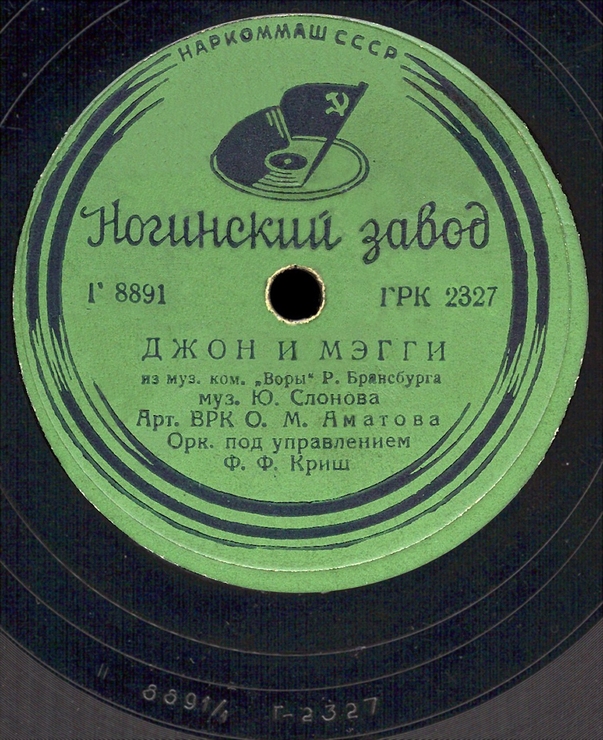 НАРКОММАШ СССР
Ногинский завод
Г 8891 ГРК 2327
ДЖОН И МЭГГИ
из муз. ком. „Воры“ Р. Брянсбурга
муз. Ю. Слонова
Арт. ВРК О. М. Аматова
Орк. под управлением
Ф. Ф. Криш
8891/4 Г-2327